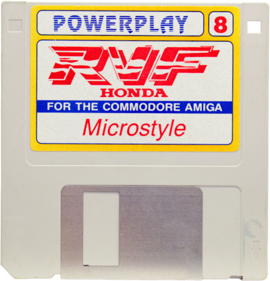 POWERPLAY 8
RVF
HONDA
FOR THE COMMODORE AMIGA
Microstyle